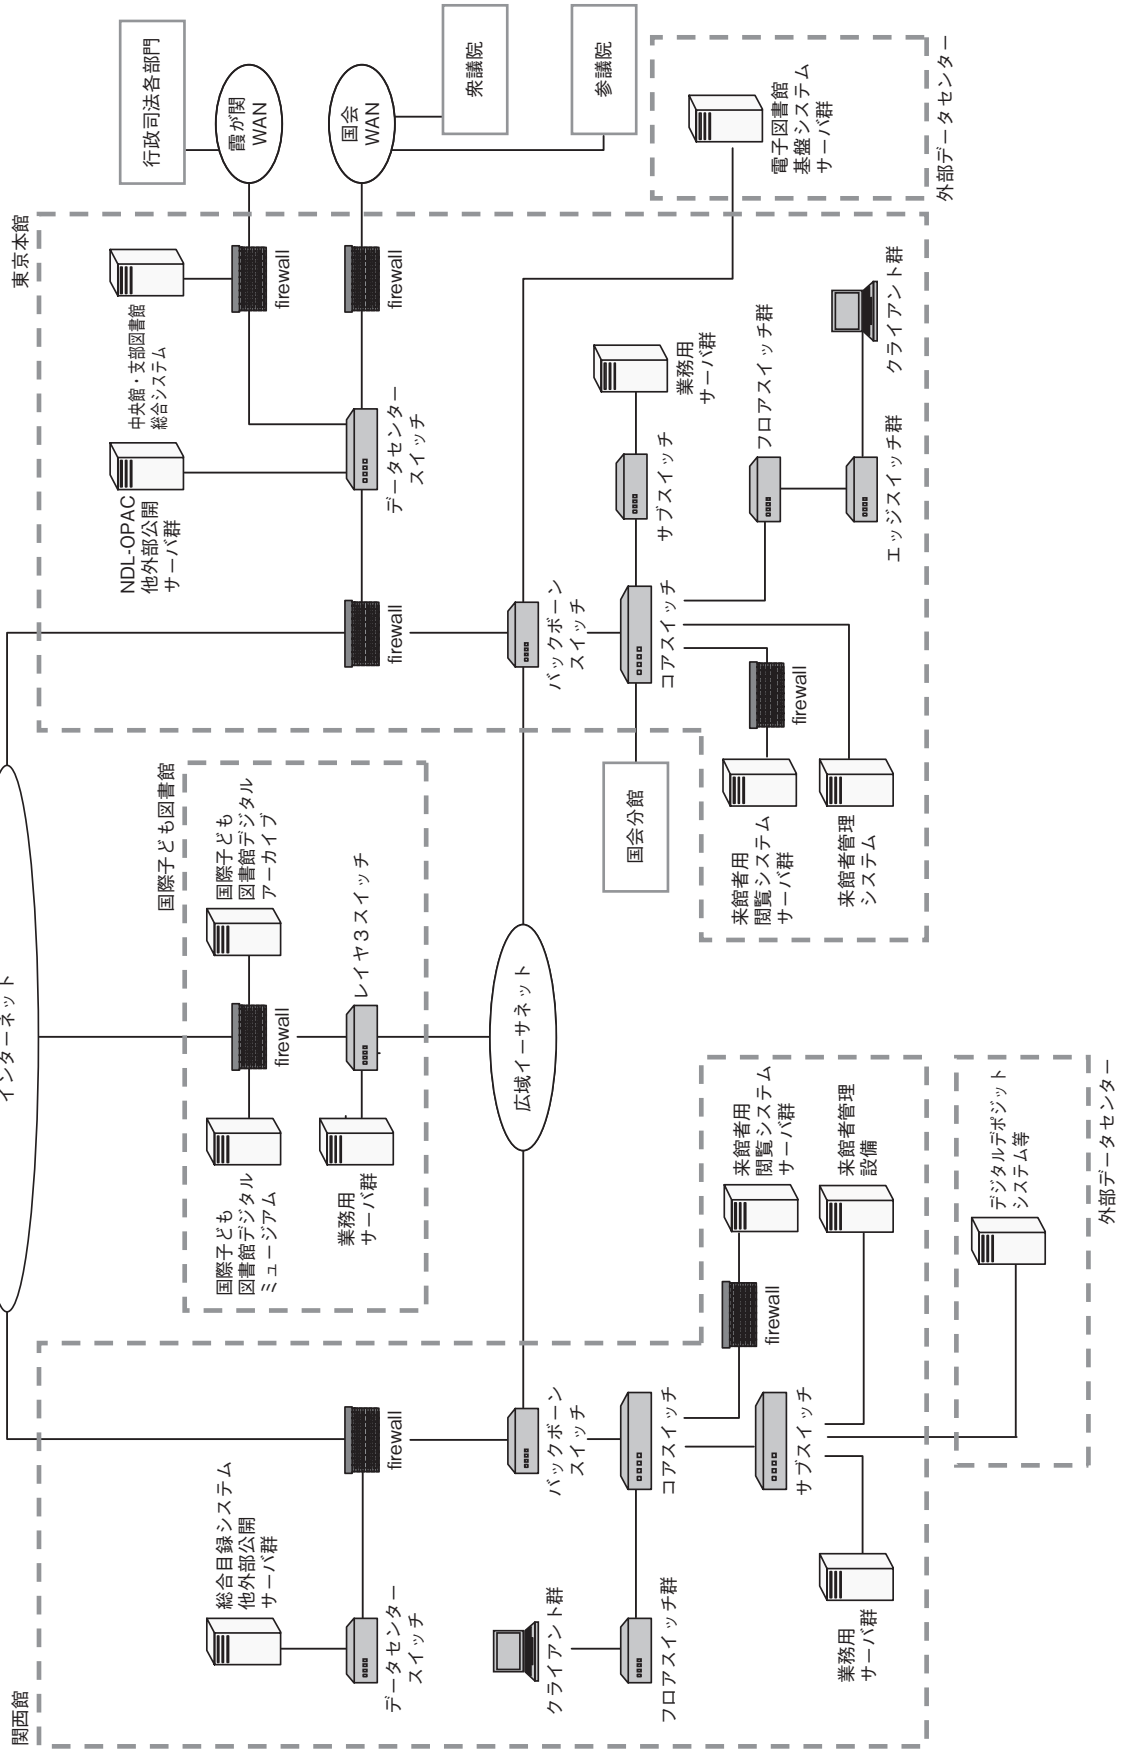 インターネット
関西館
総合目録システム
他外部公開
サーバ群
データセンター
スイッチ
firewall
クライアント群
フロアスイッチ群
バックボーン
スイッチ
コアスイッチ
サブスイッチ
業務用
サーバ群
firewall
来館者用
閲覧システム
サーバ群
来館者管理
設備
デジタルデポジット
システム等
外部データセンター
国際子ども図書館
国際子ども
図書館デジタル
ミュージアム
国際子ども
図書館デジタル
アーカイブ
firewall
業務用
サーバ群
レイヤ3スイッチ
広域イーサネット
東京本館
NDL-OPAC
他外部公開
サーバ群
中央館・支部図書館
総合システム
firewall
firewall
firewall
データセンター
スイッチ
バックボーン
スイッチ
コアスイッチ
サブスイッチ
業務用
サーバ群
国会分館
firewall
来館者用
閲覧システム
サーバ群
来館者管理
システム
フロアスイッチ群
エッジスイッチ群
クライアント群
行政司法各部門
霞が関
WAN
国会
WAN
衆議院
参議院
電子図書館
基盤システム
サーバ群
外部データセンター